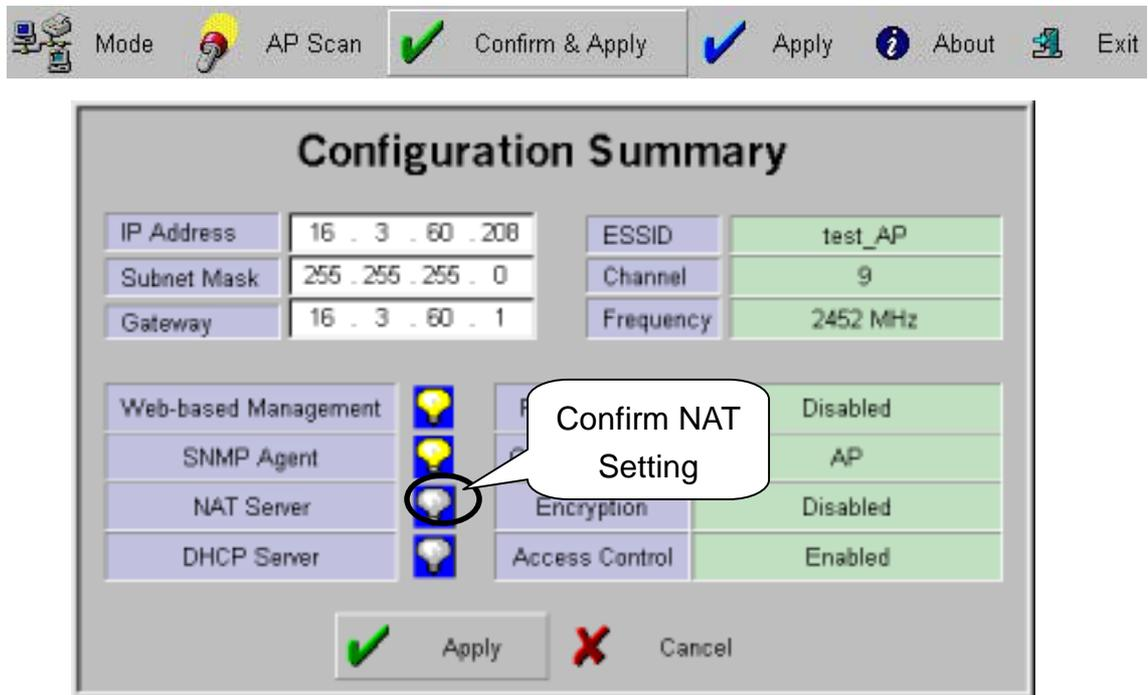 Mode AP Scan Confirm & Apply Apply About Exit
Configuration Summary
IP Address 16 . 3 . 60 . 208 ESSID test_AP
Subnet Mask 255 . 255 . 255 . 0 Channel 9
Gateway 16 . 3 . 60 . 1 Frequency 2452 MHz
Web-based Management Disabled
SNMP Agent AP
NAT Server Encryption Disabled
DHCP Server Access Control Enabled
Confirm NAT
Setting
Apply Cancel